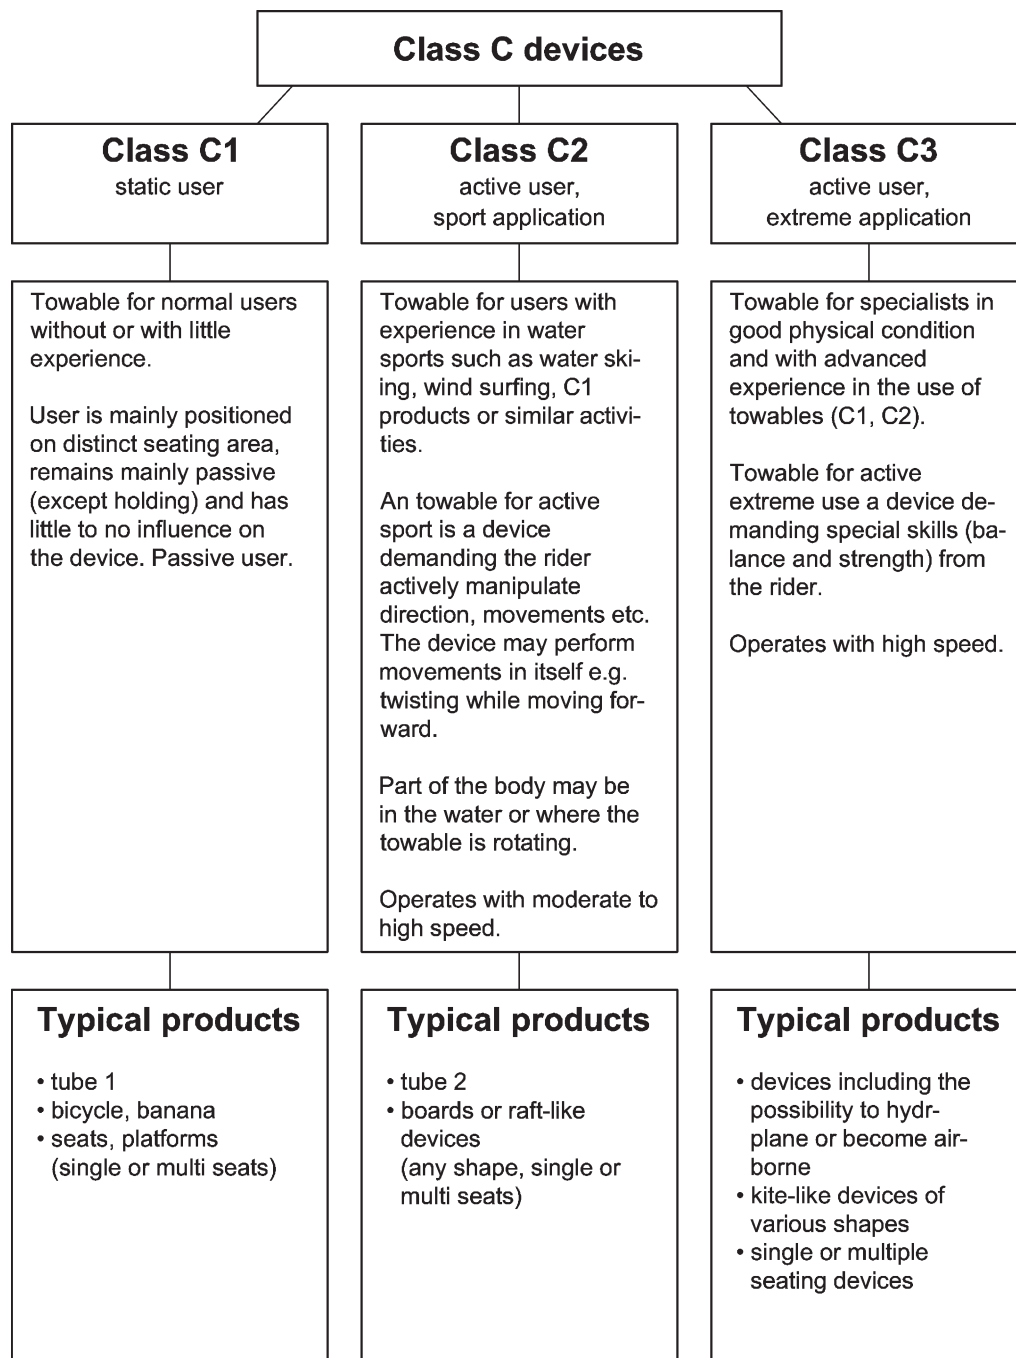 Class C devices
Class C1
static user
Class C2
active user,
sport application
Class C3
active user,
extreme application
Towable for normal users
without or with little
experience.
User is mainly positioned
on distinct seating area,
remains mainly passive
(except holding) and has
little to no influence on
the device. Passive user.
Towable for users with
experience in water
sports such as water ski-
ing, wind surfing, C1
products or similar activi-
ties.
An towable for active
sport is a device
demanding the rider
actively manipulate
direction, movements etc.
The device may perform
movements in itself e.g.
twisting while moving for-
ward.
Part of the body may be
in the water or where the
towable is rotating.
Operates with moderate to
high speed.
Towable for specialists in
good physical condition
and with advanced
experience in the use of
towables (C1, C2).
Towable for active
extreme use a device de-
manding special skills (ba-
lance and strength) from
the rider.
Operates with high speed.
Typical products
• tube 1
• bicycle, banana
• seats, platforms
(single or multi seats)
Typical products
• tube 2
• boards or raft-like
devices
(any shape, single or
multi seats)
Typical products
• devices including the
possibility to hydr-
plane or become air-
borne
• kite-like devices of
various shapes
• single or multiple
seating devices